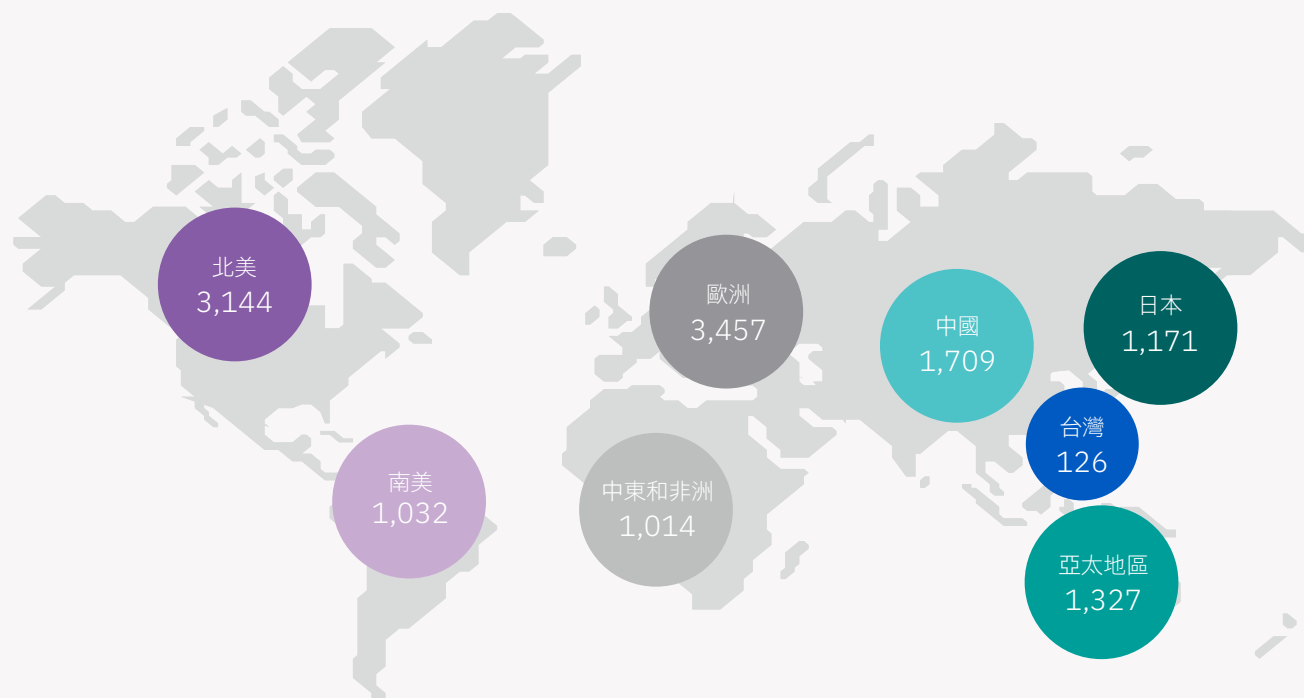 北美
3,144
歐洲
3,457
中國
1,709
日本
1,171
台灣
126
南美
1,032
中東和非洲
1,014
亞太地區
1,327